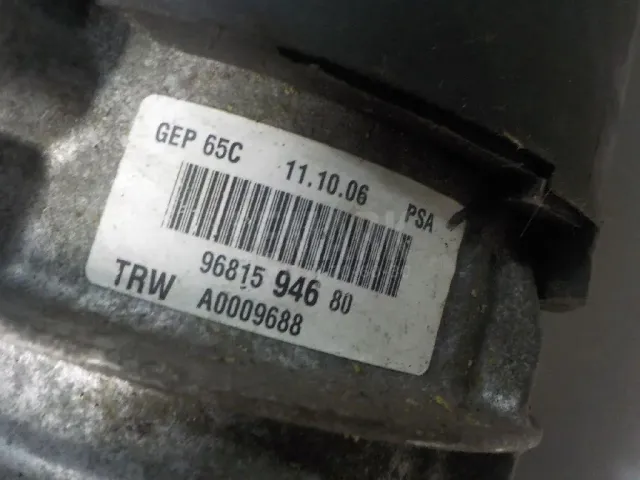 GEP 65C 11.10.06 PSA
96815 946 80
TRW A0009688